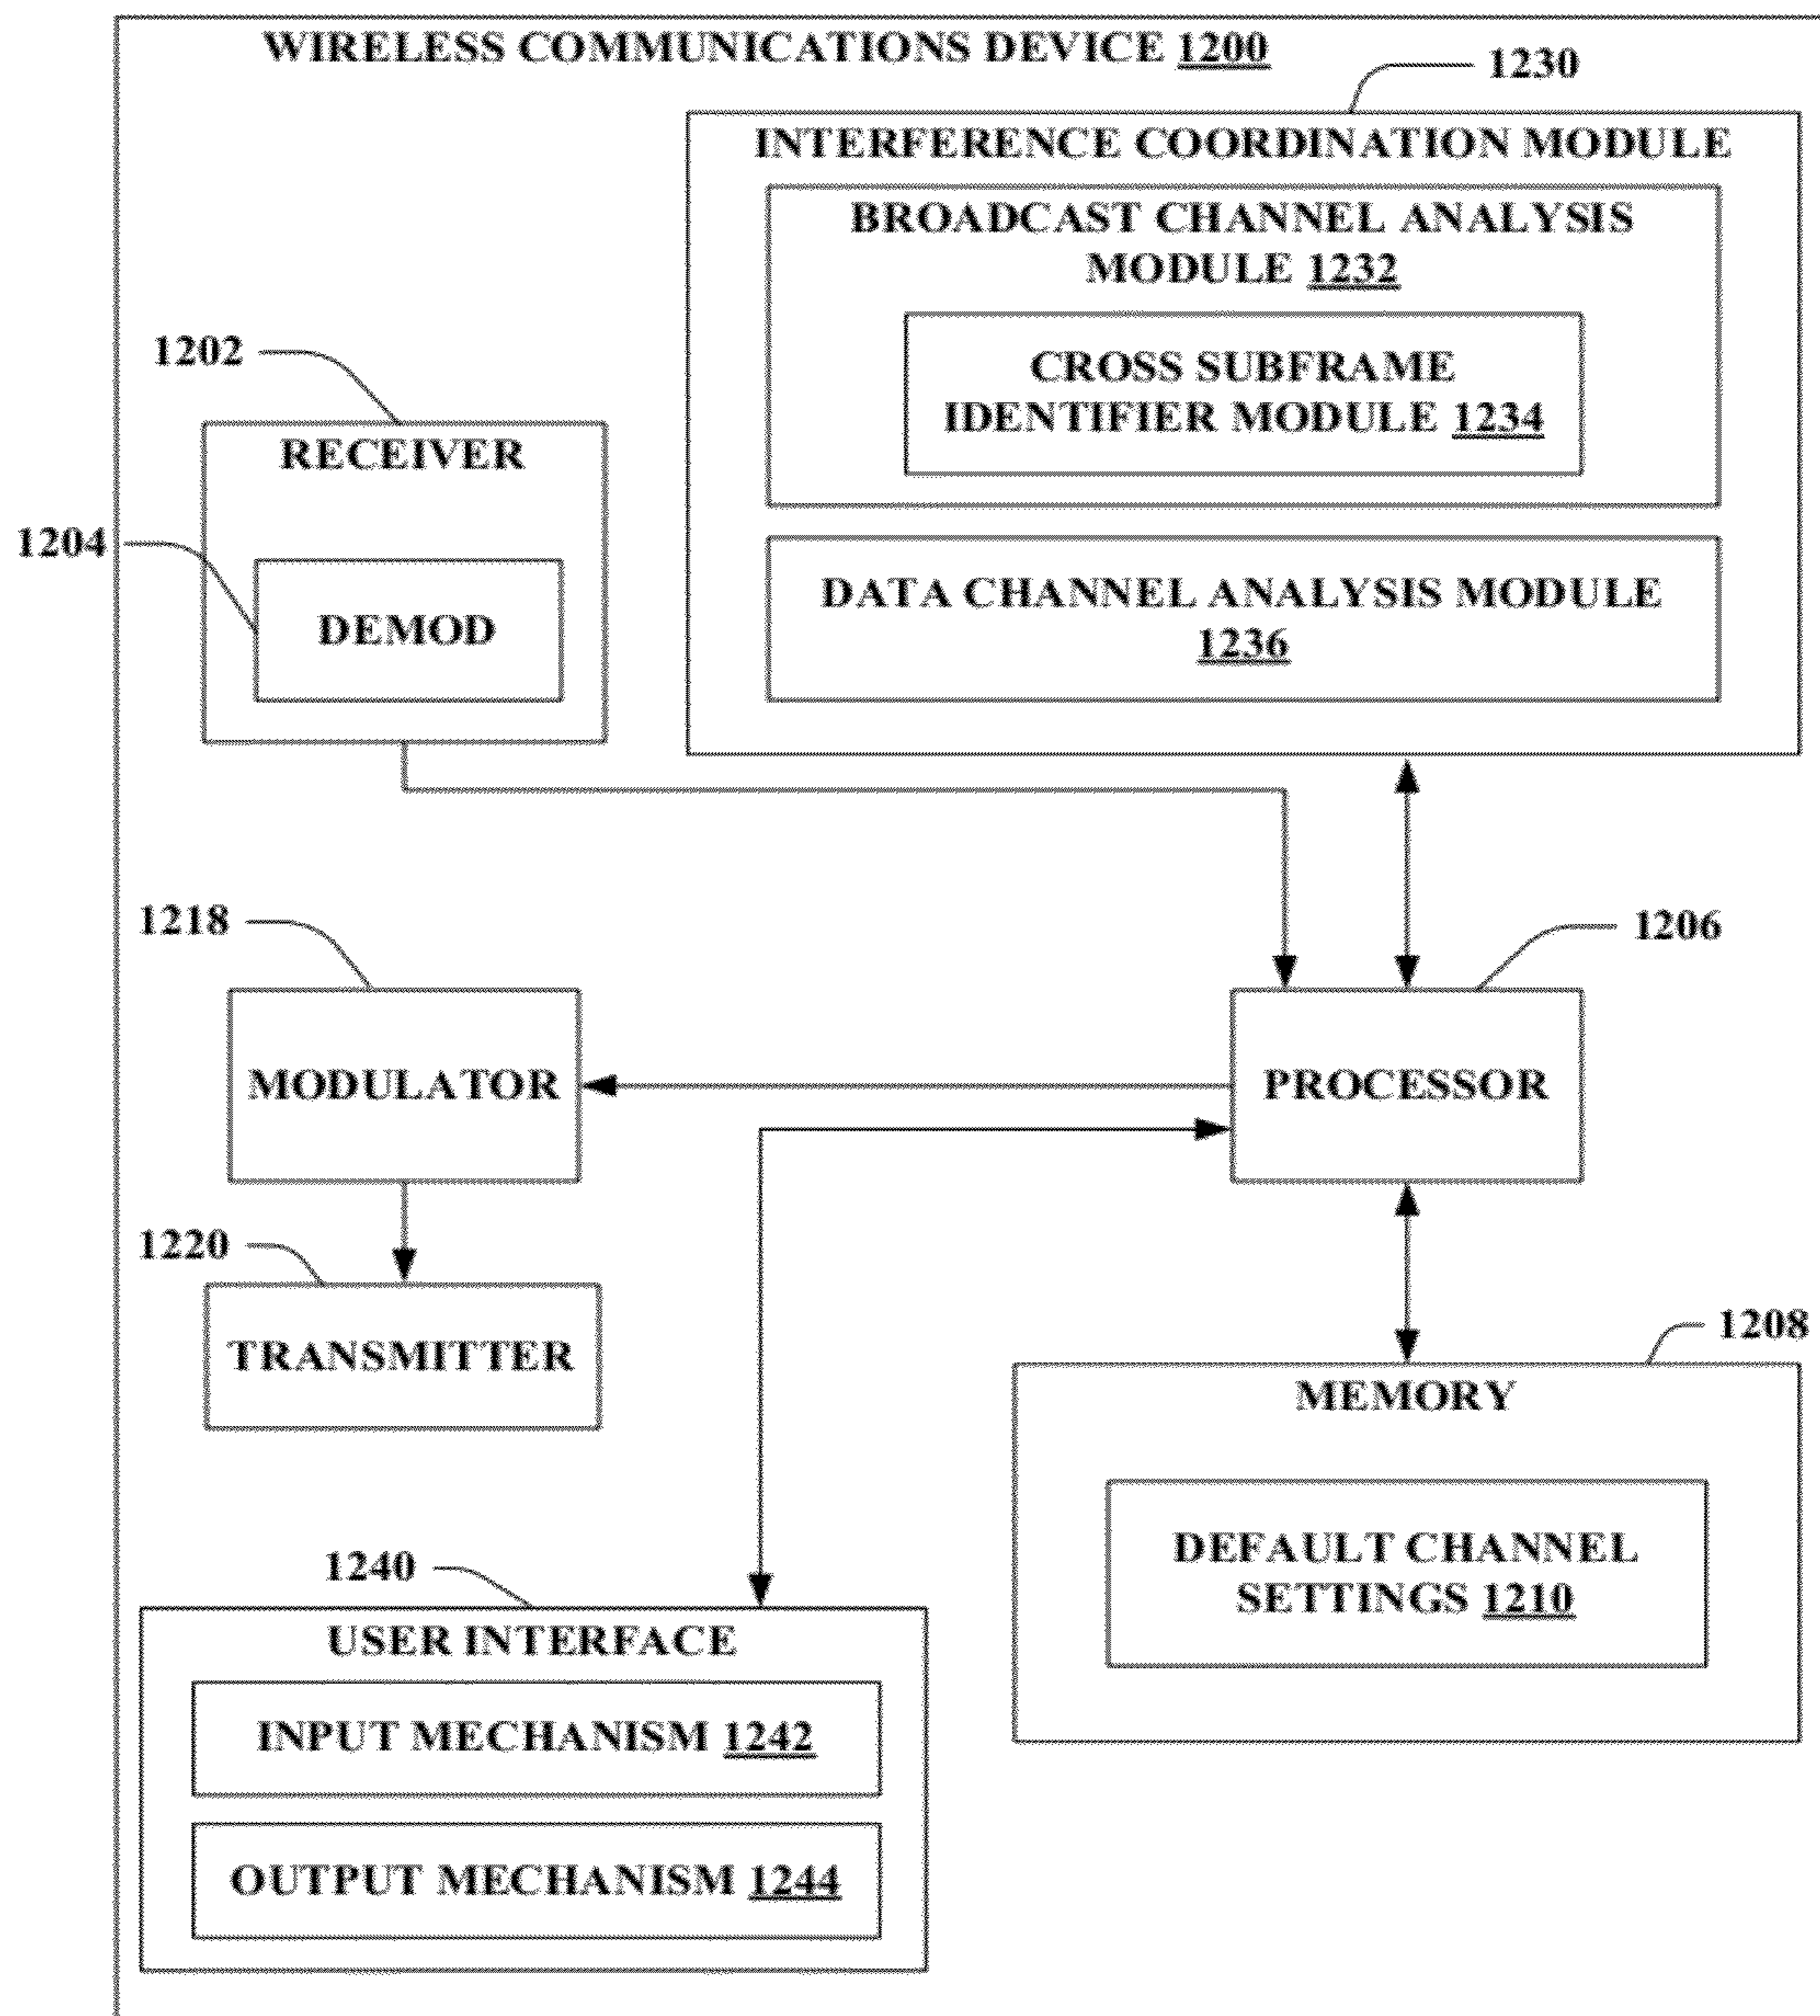 WIRELESS COMMUNICATIONS DEVICE 1200
1230
INTERFERENCE COORDINATION MODULE
BROADCAST CHANNEL ANALYSIS
MODULE 1232
CROSS SUBFRAME
IDENTIFIER MODULE 1234
DATA CHANNEL ANALYSIS MODULE
1236
1202
RECEIVER
1204
DEMOD
1218
MODULATOR
1206
PROCESSOR
1220
TRANSMITTER
1208
MEMORY
DEFAULT CHANNEL
SETTINGS 1210
1240
USER INTERFACE
INPUT MECHANISM 1242
OUTPUT MECHANISM 1244